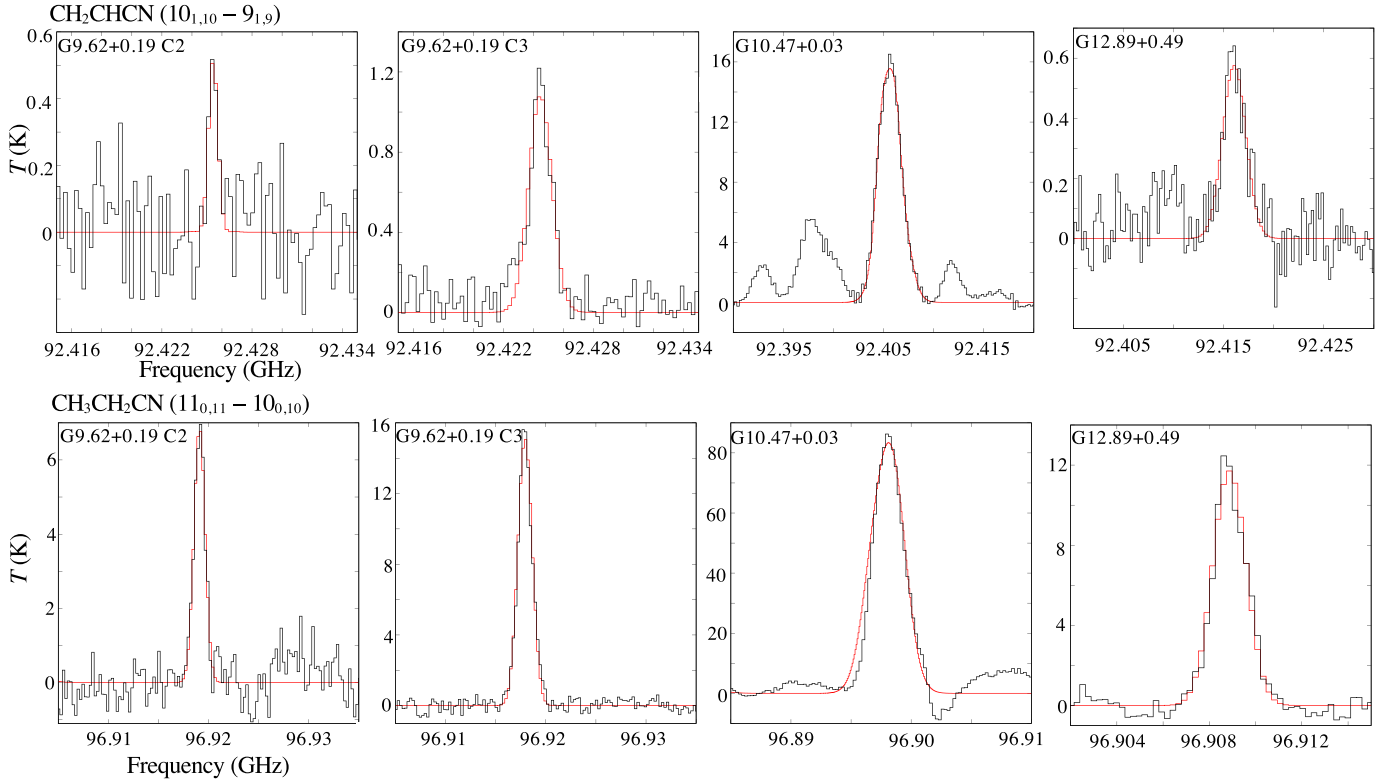 CH₂CHCN (10₁,₁₀ − 9₁,₉)
G9.62+0.19 C2
G9.62+0.19 C3
G10.47+0.03
G12.89+0.49
T (K)
0.6
0.4
0.2
0
1.2
0.8
0.4
0
16
12
8
4
0
0.6
0.4
0.2
0
92.416 92.422 92.428 92.434
92.416 92.422 92.428 92.434
92.395 92.405 92.415
92.405 92.415 92.425
Frequency (GHz)
CH₃CH₂CN (11₀,₁₁ − 10₀,₁₀)
G9.62+0.19 C2
G9.62+0.19 C3
G10.47+0.03
G12.89+0.49
T (K)
6
4
2
0
16
12
8
4
0
80
60
40
20
0
12
8
4
0
96.91 96.92 96.93
96.91 96.92 96.93
96.89 96.90 96.91
96.904 96.908 96.912
Frequency (GHz)